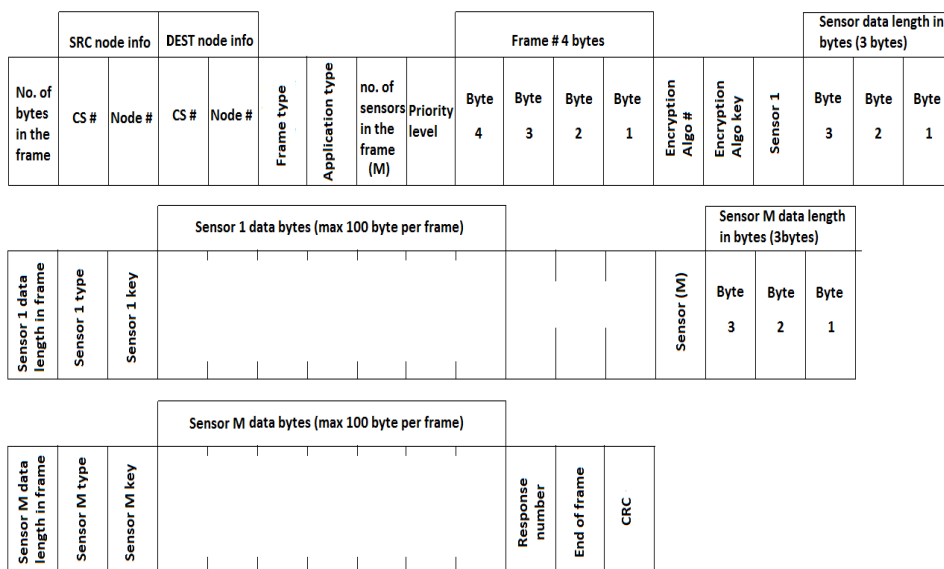 SRC node info
DEST node info
Frame # 4 bytes
Sensor data length in
bytes (3 bytes)
No. of
bytes
in the
frame
CS #
Node #
CS #
Node #
Frame type
Application type
no. of
sensors
in the
frame
(M)
Priority
level
Byte
4
Byte
3
Byte
2
Byte
1
Encryption
Algo #
Encryption
Algo key
Sensor 1
Byte
3
Byte
2
Byte
1
Sensor 1 data bytes (max 100 byte per frame)
Sensor M data length
in bytes (3bytes)
Sensor 1 data
length in frame
Sensor 1 type
Sensor 1 key
Sensor (M)
Byte
3
Byte
2
Byte
1
Sensor M data bytes (max 100 byte per frame)
Sensor M data
length in frame
Sensor M type
Sensor M key
Response
number
End of frame
CRC